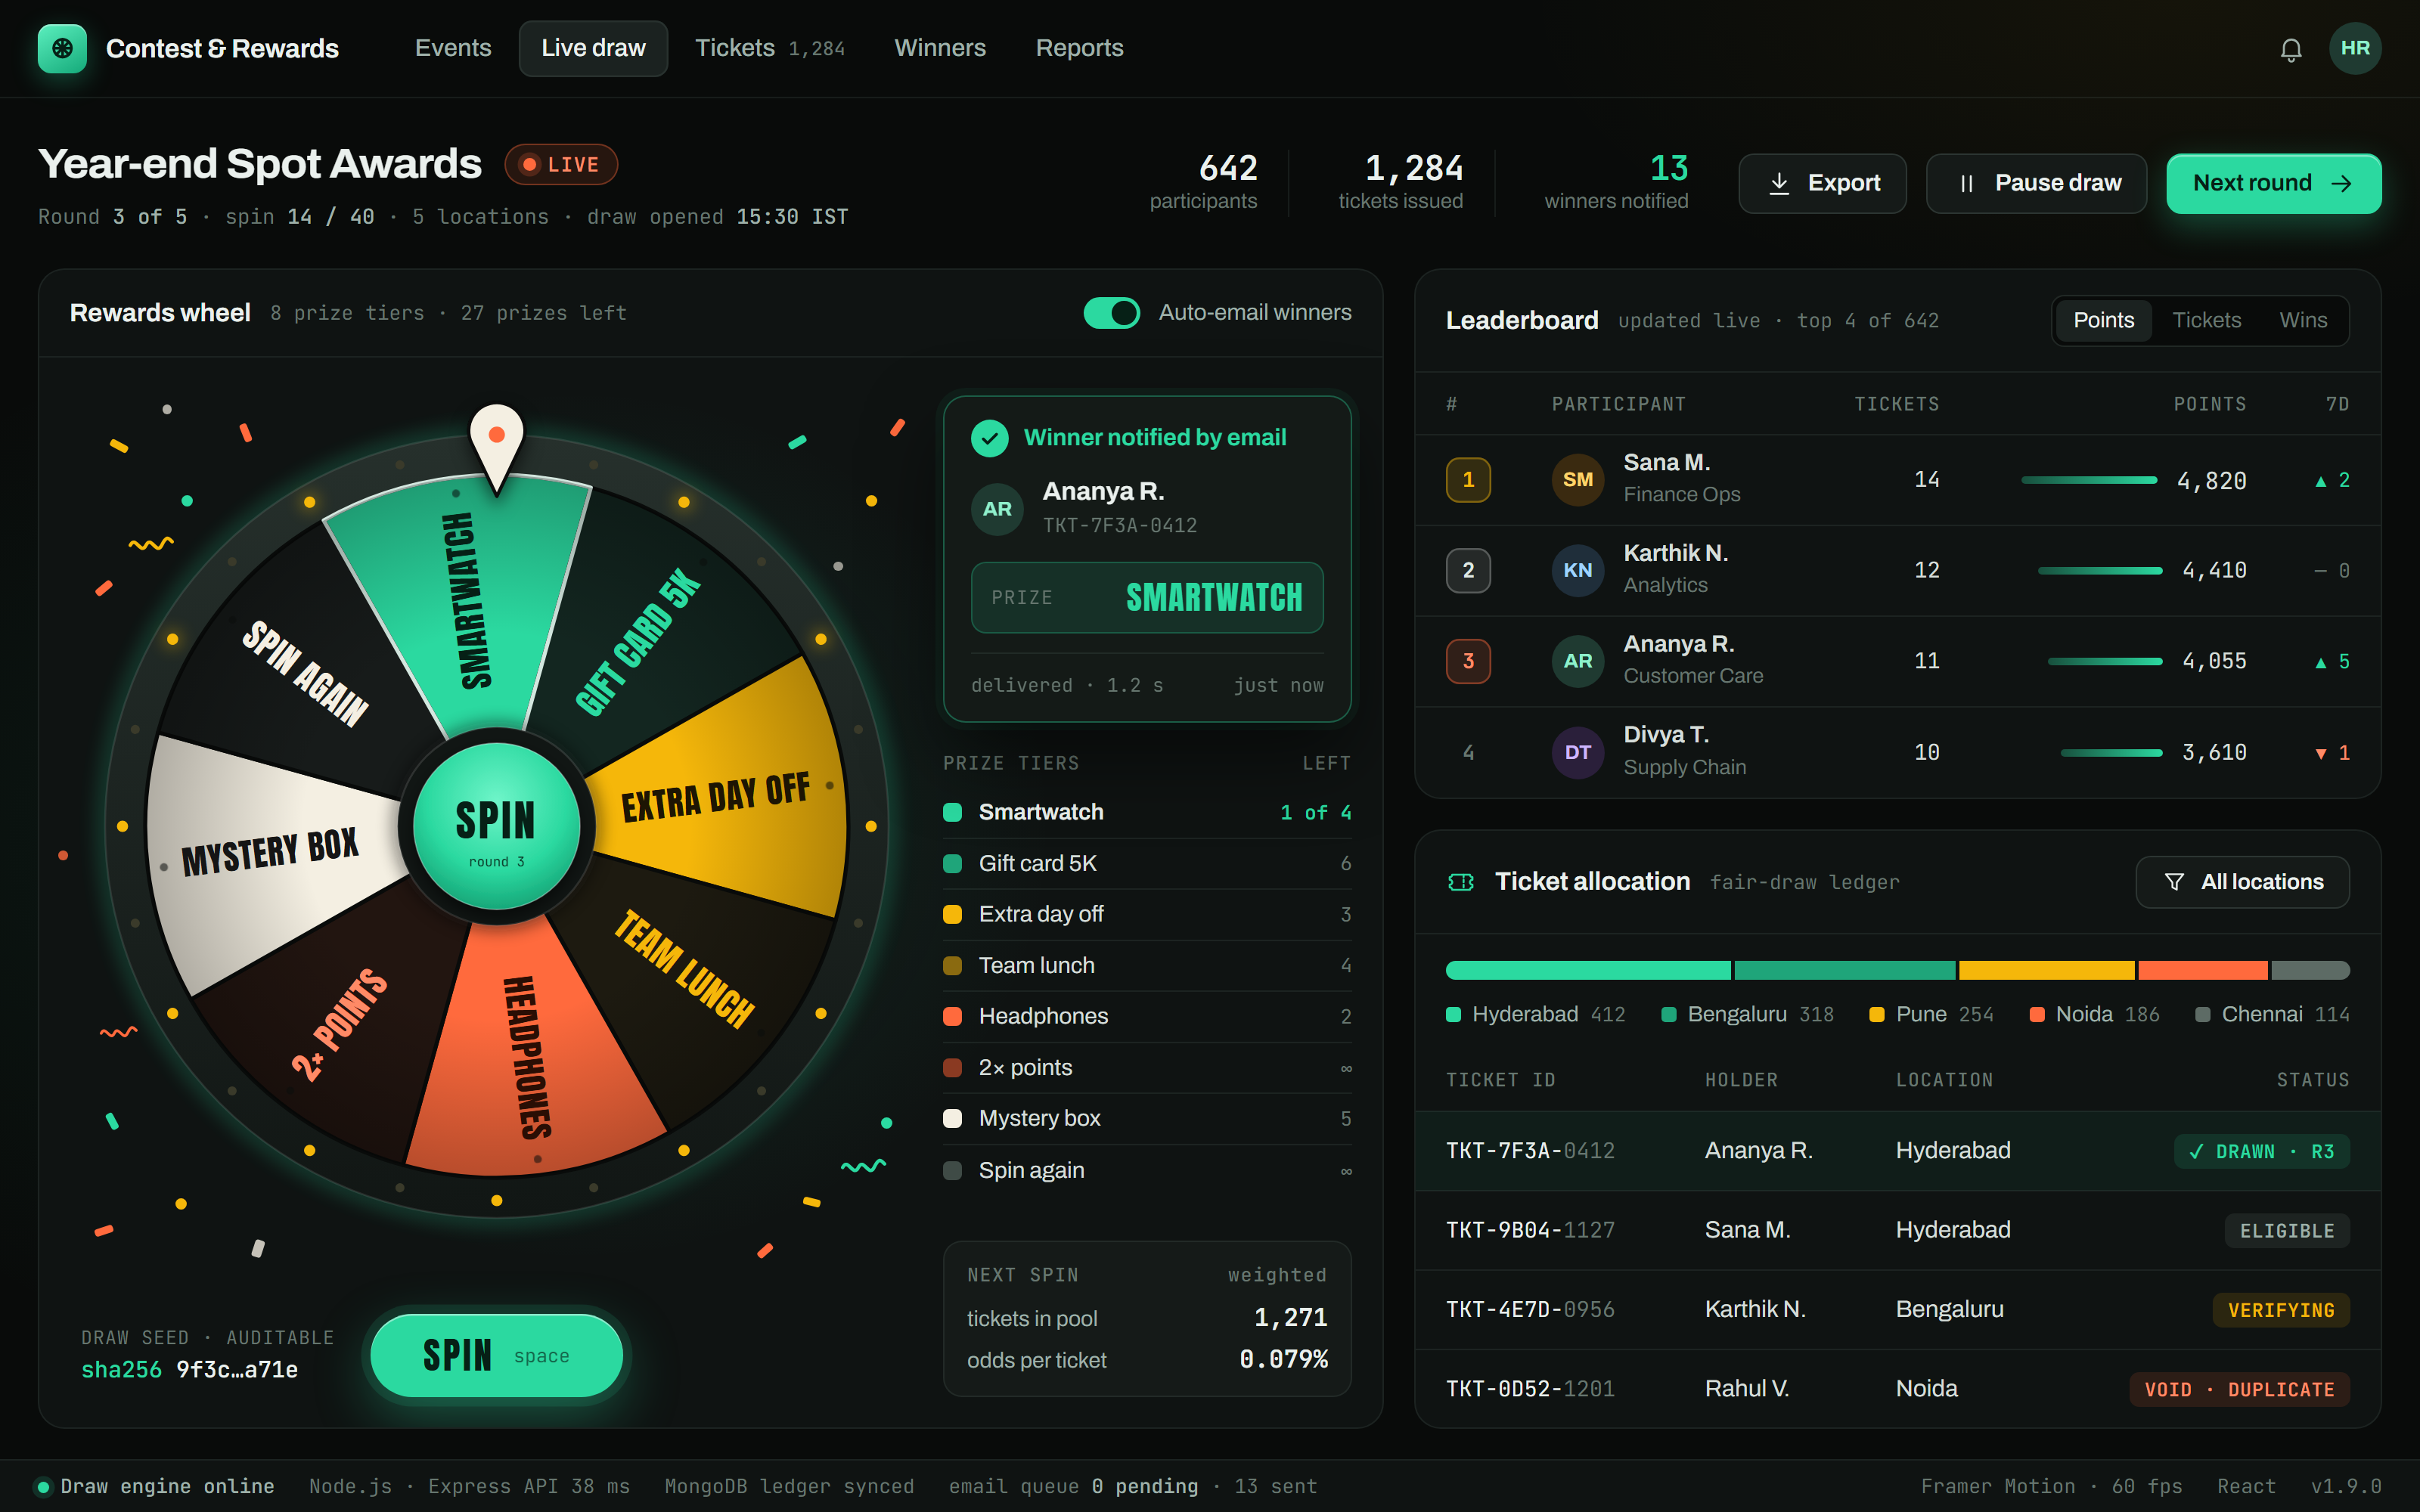 Contest & Rewards
Events
Live draw
Tickets 1,284
Winners
Reports
HR
Year-end Spot Awards
LIVE
Round 3 of 5 · spin 14 / 40 · 5 locations · draw opened 15:30 IST
642
participants
1,284
tickets issued
13
winners notified
Export
Pause draw
Next round
Rewards wheel 8 prize tiers · 27 prizes left
Auto-email winners
SMARTWATCH
GIFT CARD 5K
EXTRA DAY OFF
TEAM LUNCH
HEADPHONES
2× POINTS
MYSTERY BOX
SPIN AGAIN
SPIN
round 3
DRAW SEED · AUDITABLE
sha256 9f3c…a71e
SPIN space
Winner notified by email
AR
Ananya R.
TKT-7F3A-0412
PRIZE SMARTWATCH
delivered · 1.2 s just now
PRIZE TIERS LEFT
Smartwatch 1 of 4
Gift card 5K 6
Extra day off 3
Team lunch 4
Headphones 2
2× points ∞
Mystery box 5
Spin again ∞
NEXT SPIN weighted
tickets in pool 1,271
odds per ticket 0.079%
Leaderboard updated live · top 4 of 642
Points Tickets Wins
# PARTICIPANT TICKETS POINTS 7D
1 SM Sana M. 14 4,820 ▲ 2
Finance Ops
2 KN Karthik N. 12 4,410 — 0
Analytics
3 AR Ananya R. 11 4,055 ▲ 5
Customer Care
4 DT Divya T. 10 3,610 ▼ 1
Supply Chain
Ticket allocation fair-draw ledger
All locations
Hyderabad 412 Bengaluru 318 Pune 254 Noida 186 Chennai 114
TICKET ID HOLDER LOCATION STATUS
TKT-7F3A-0412 Ananya R. Hyderabad ✓ DRAWN · R3
TKT-9B04-1127 Sana M. Hyderabad ELIGIBLE
TKT-4E7D-0956 Karthik N. Bengaluru VERIFYING
TKT-0D52-1201 Rahul V. Noida VOID · DUPLICATE
Draw engine online Node.js · Express API 38 ms MongoDB ledger synced email queue 0 pending · 13 sent
Framer Motion · 60 fps React v1.9.0